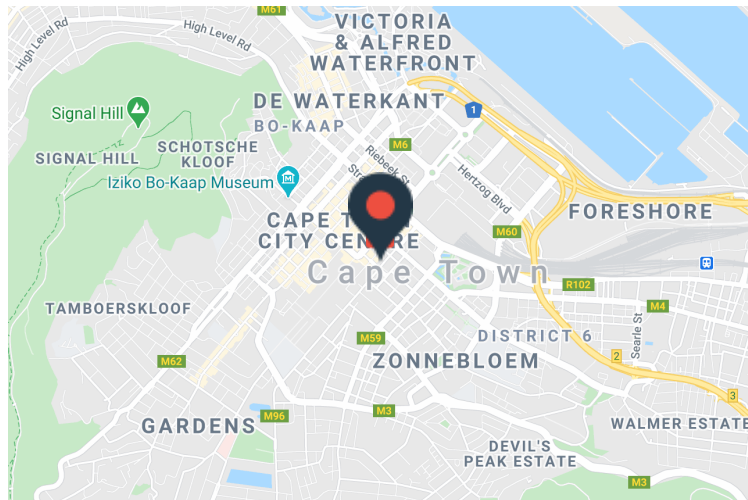 M61
VICTORIA
& ALFRED
WATERFRONT
High Level Rd
High Level Rd
DE WATERKANT
1
Signal Hill
BO-KAAP
SCHOTSCHE
KLOOF
SIGNAL HILL
M6
Riebeek St
Iziko Bo-Kaap Museum
Hertzog Blvd
FORESHORE
CAPE
CITY
M60
Cape Town
R102
M4
TAMBOERSKLOOF
Searle St
M59
DISTRICT 6
2
M62
ZONNEBLOEM
3
M96
M3
GARDENS
WALMER ESTATE
DEVIL'S
PEAK ESTATE
M3